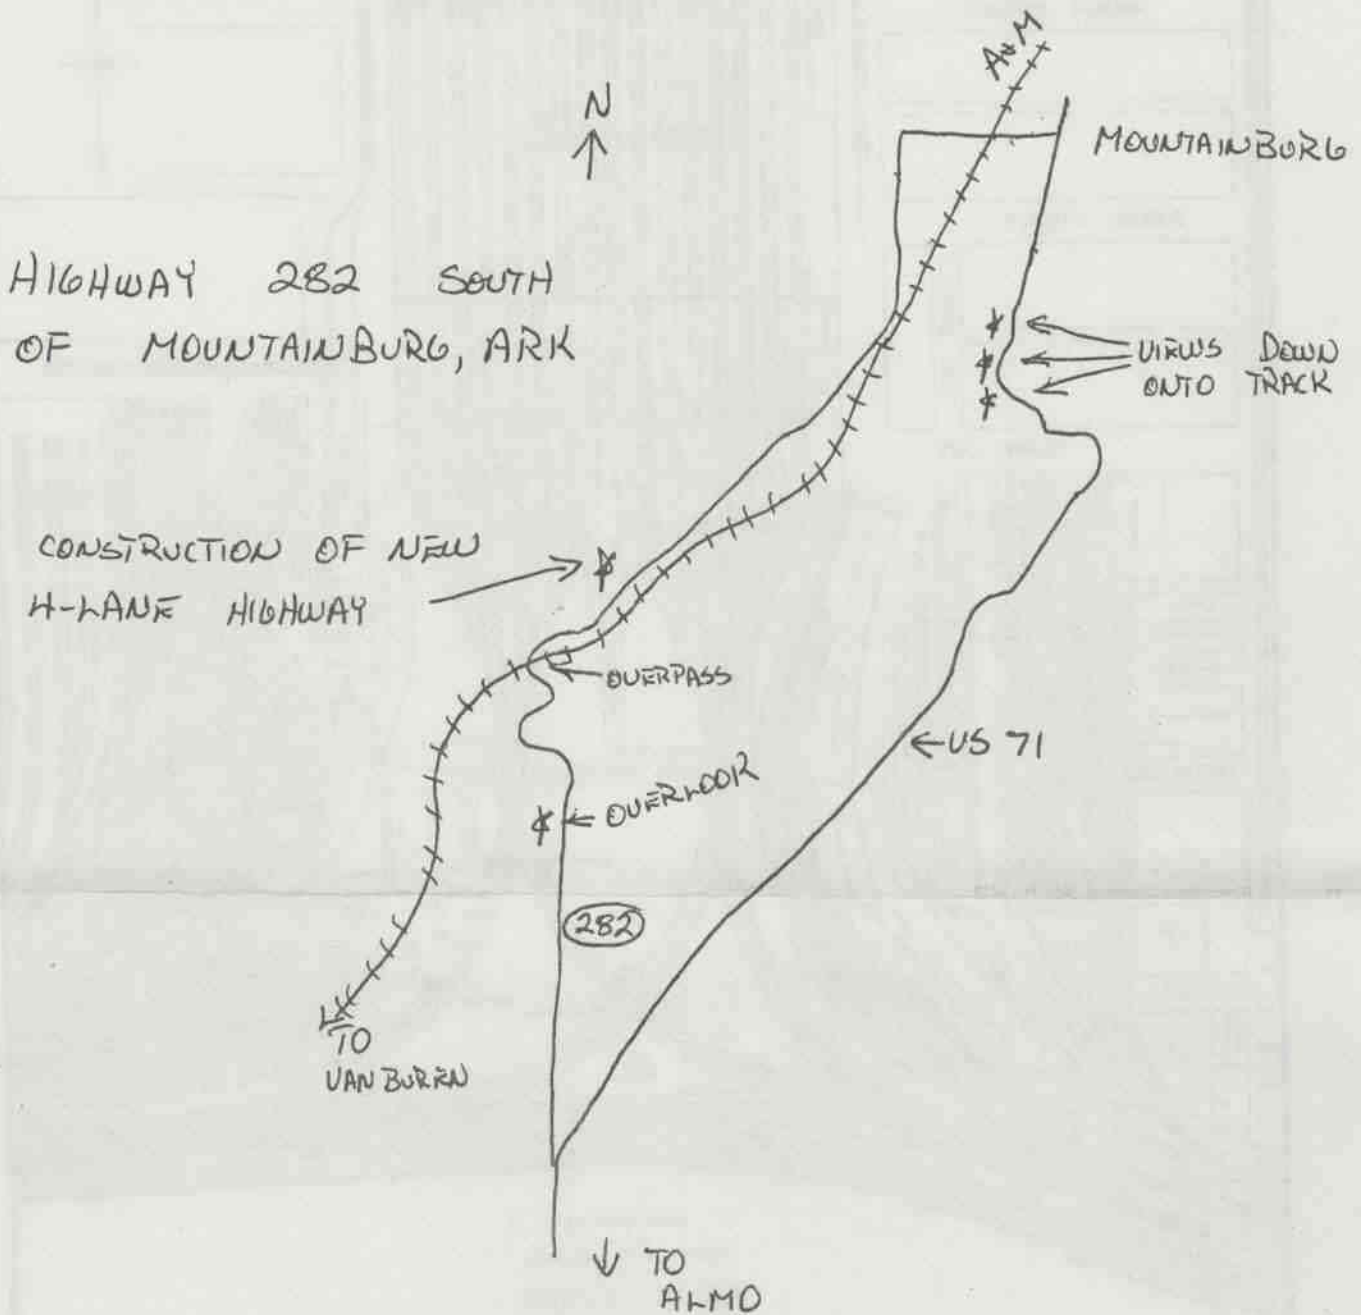 A&M
N
MOUNTAINBURG
HIGHWAY 282 SOUTH
OF MOUNTAINBURG, ARK
VIEWS DOWN
ONTO TRACK
CONSTRUCTION OF NEW
4-LANE HIGHWAY
OVERPASS
US 71
OVERLOOK
282
TO
VAN BUREN
TO
ALMO